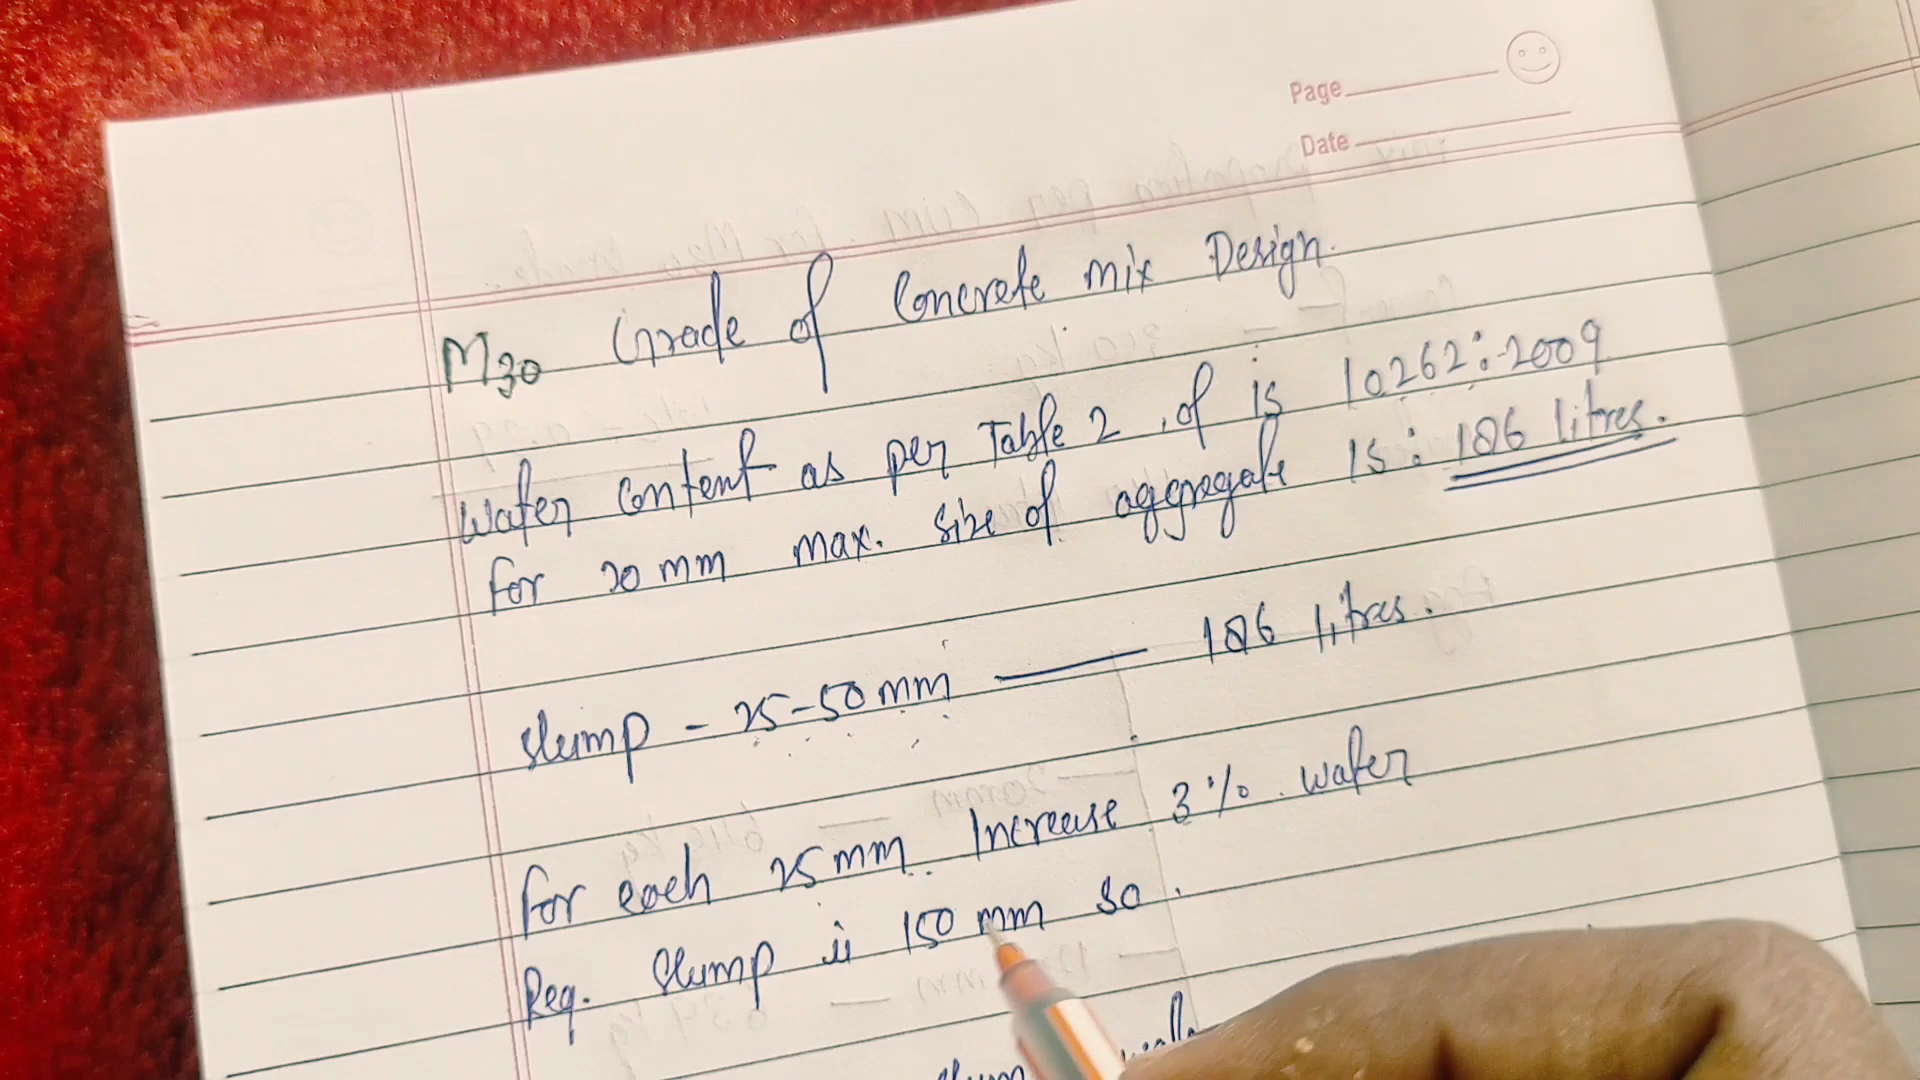 Page
Date
M30 Grade of Concrete mix Design.
Water Content as per Table 2, of is 10262:-2009
for 20 mm max. size of aggregate is: 186 litres.
Slump - 25-50 mm — 186 litres.
for each 25 mm Increase 3% water
Req. Slump is 150 mm so.